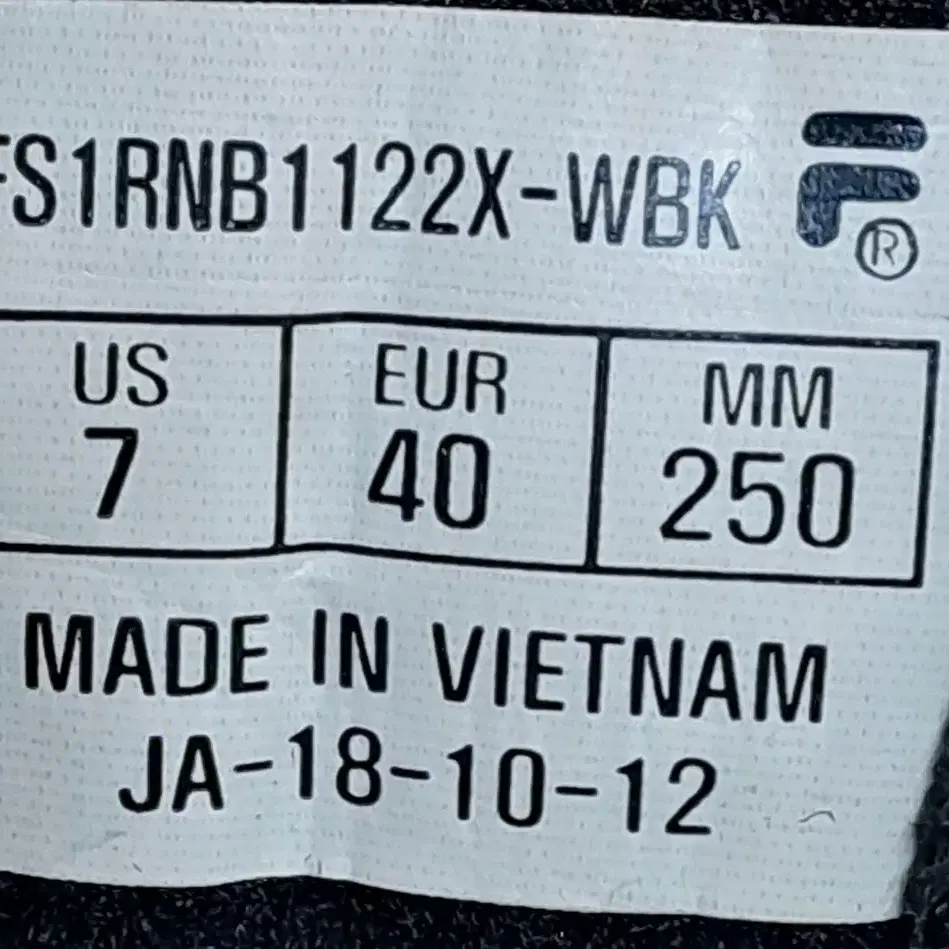 FS1RNB1122X-WBK
F®
US EUR MM
7 40 250
MADE IN VIETNAM
JA-18-10-12